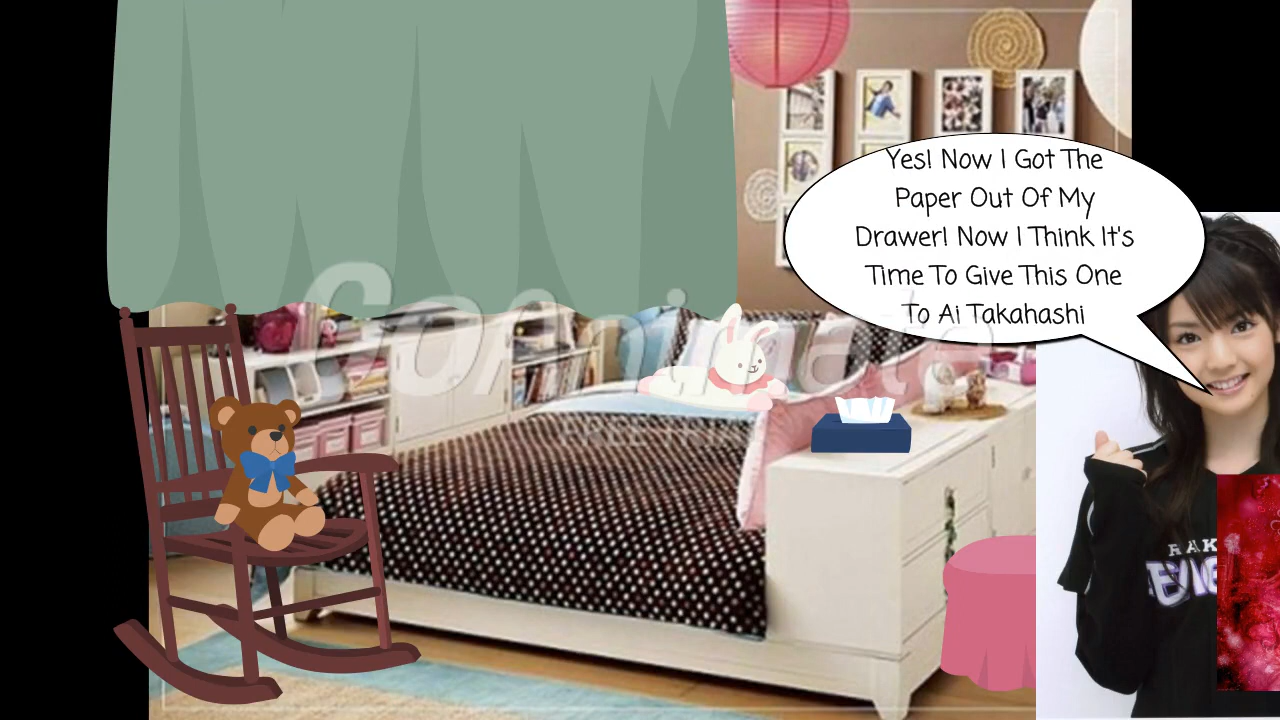 Yes! Now I Got The
Paper Out Of My
Drawer! Now I Think It's
Time To Give This One
To Ai Takahashi
GoAnimate